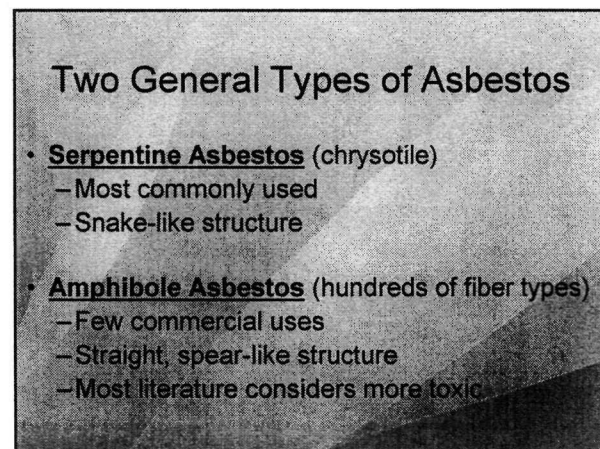 Two General Types of Asbestos
• Serpentine Asbestos (chrysotile)
–Most commonly used
–Snake-like structure
• Amphibole Asbestos (hundreds of fiber types)
–Few commercial uses
–Straight, spear-like structure
–Most literature considers more toxic